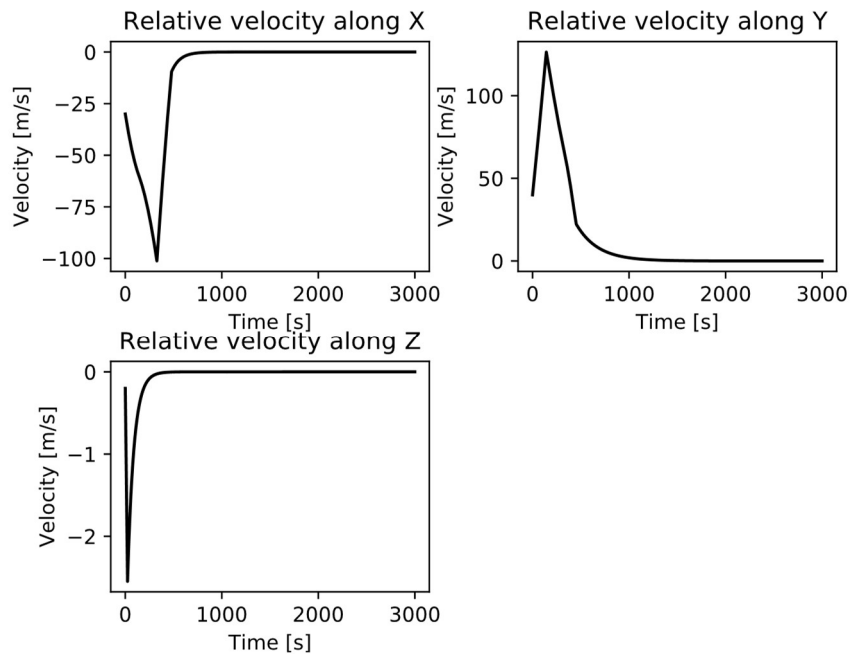 Relative velocity along X
Velocity [m/s]
0
−25
−50
−75
−100
0 1000 2000 3000
Time [s]
Relative velocity along Y
Velocity [m/s]
100
50
0
0 1000 2000 3000
Time [s]
Relative velocity along Z
Velocity [m/s]
0
−1
−2
0 1000 2000 3000
Time [s]